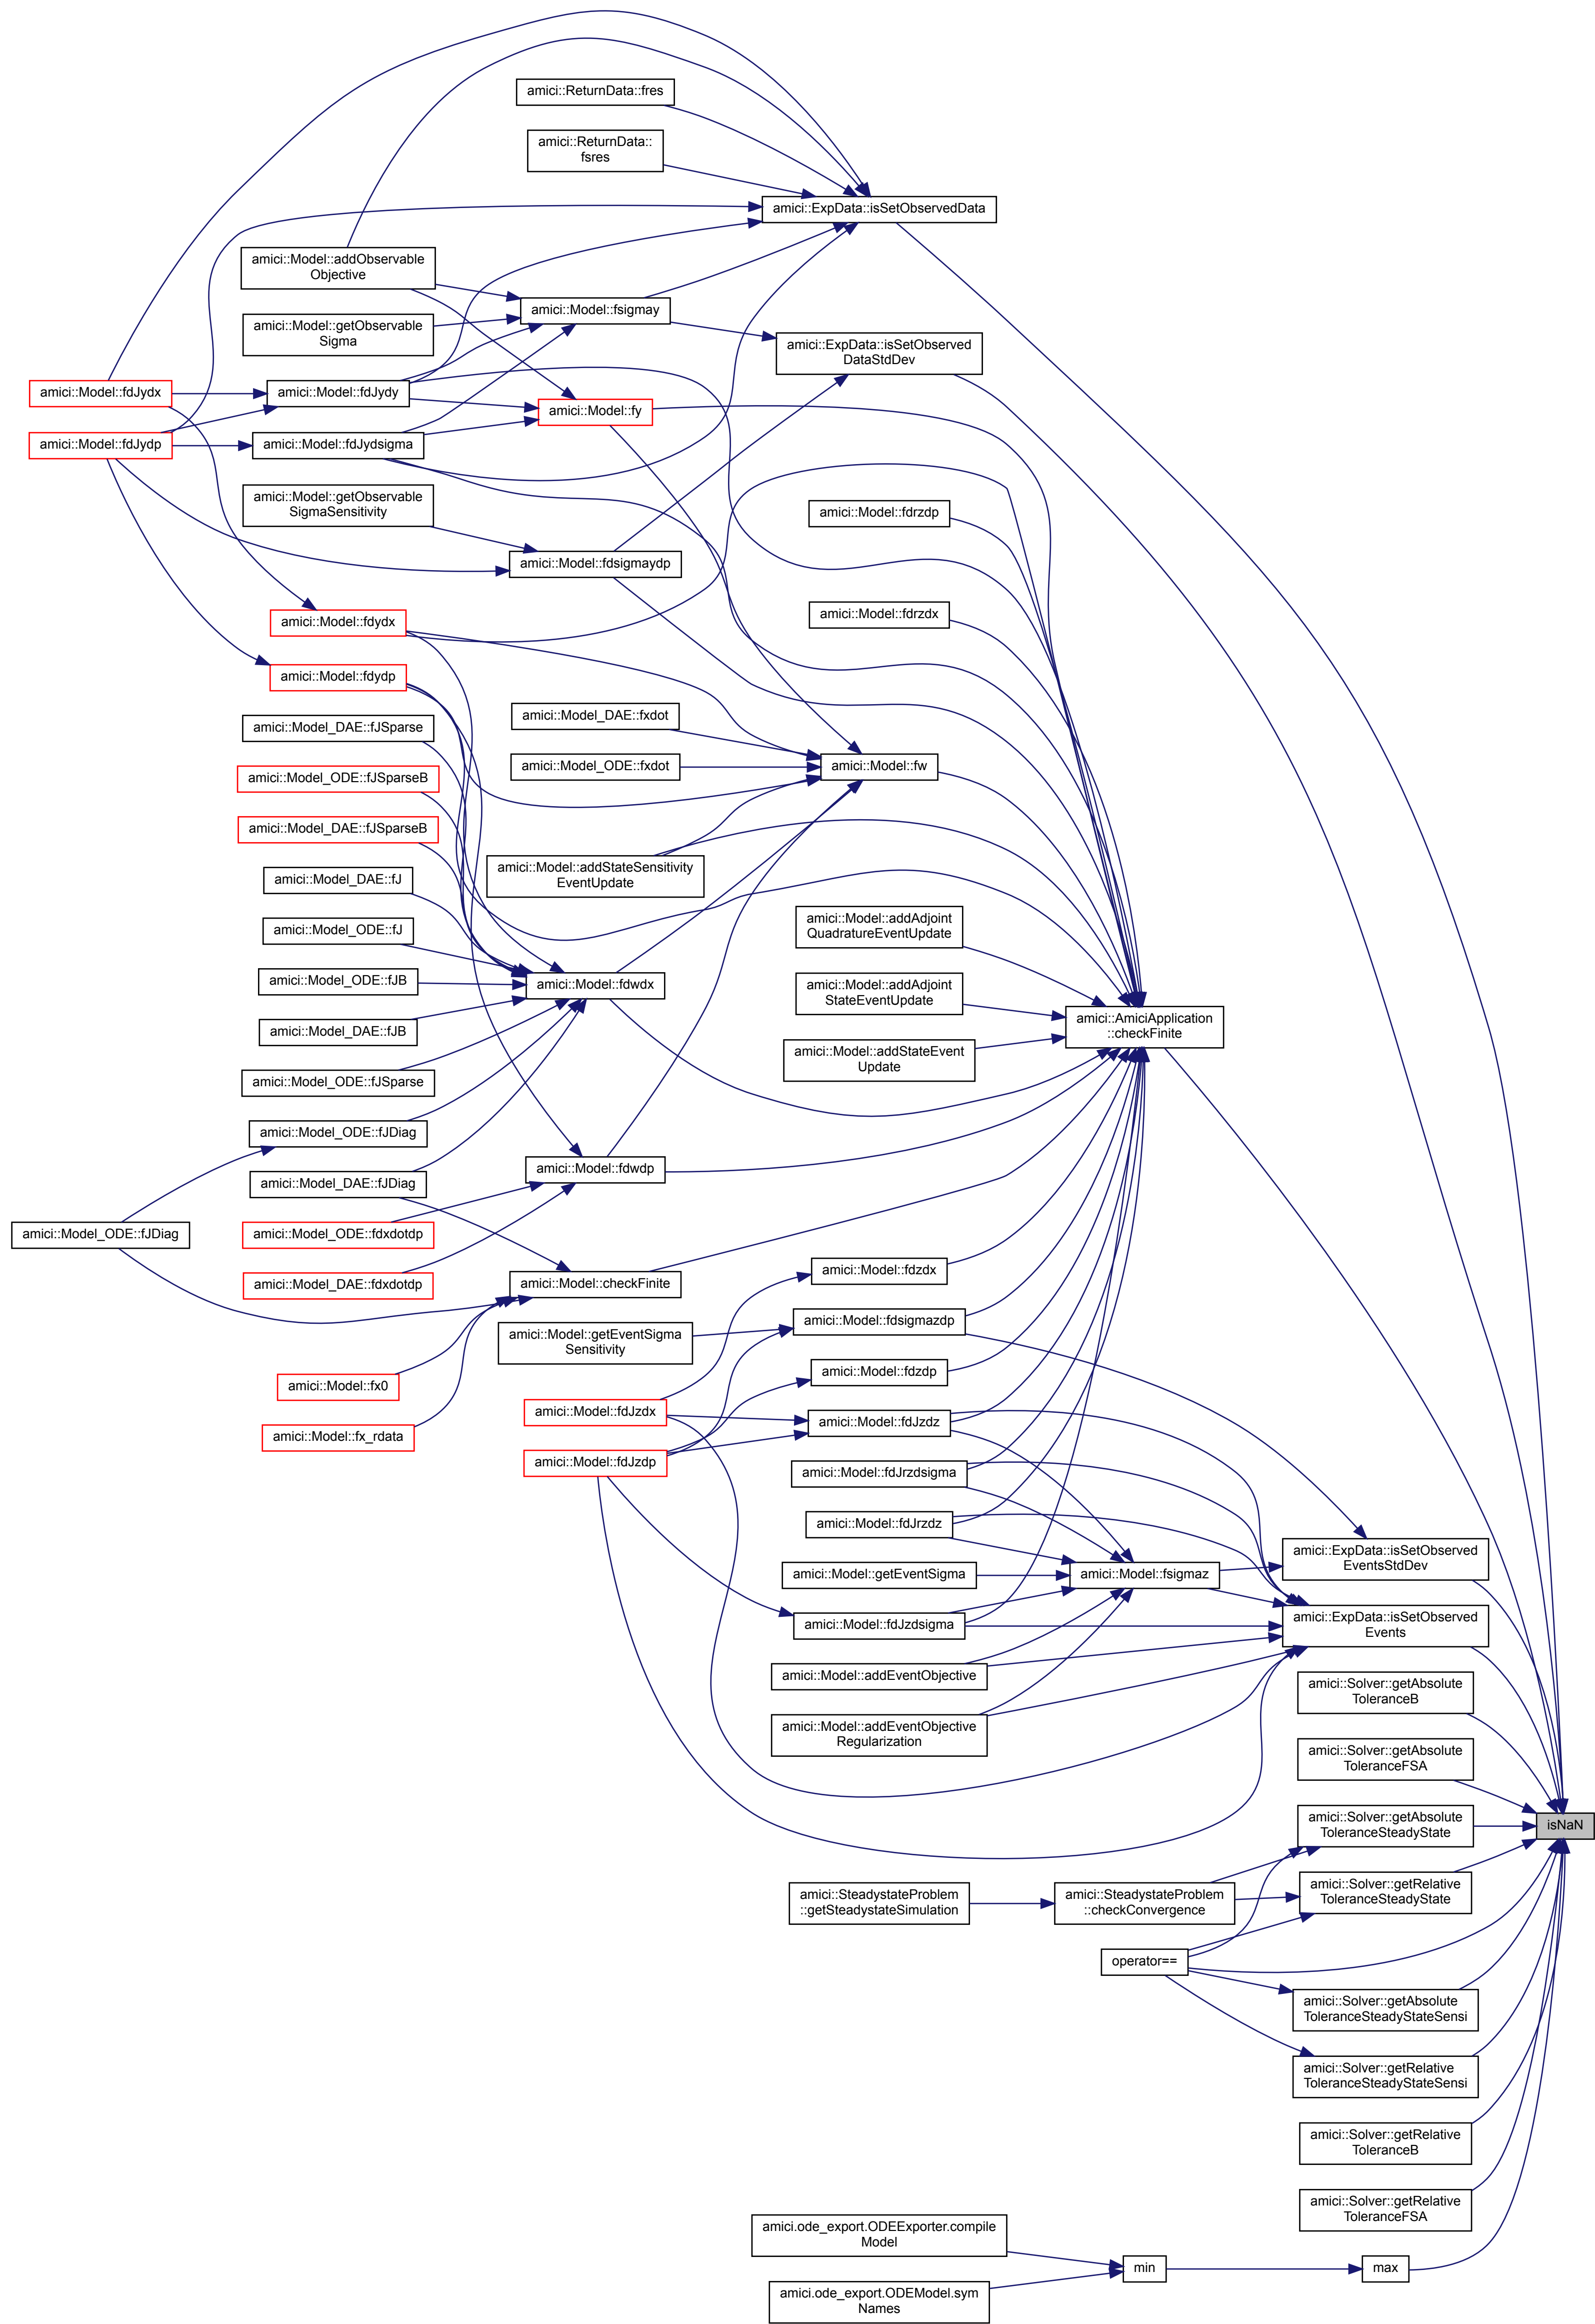 amici::ReturnData::fres
amici::ReturnData::
fsres
amici::ExpData::isSetObservedData
amici::Model::addObservable
Objective
amici::Model::fsigmay
amici::Model::getObservable
Sigma
amici::ExpData::isSetObserved
DataStdDev
amici::Model::fdJydx
amici::Model::fdJydy
amici::Model::fy
amici::Model::fdJydp
amici::Model::fdJydsigma
amici::Model::getObservable
SigmaSensitivity
amici::Model::fdrzdp
amici::Model::fdsigmaydp
amici::Model::fdrzdx
amici::Model::fdydx
amici::Model::fdydp
amici::Model_DAE::fxdot
amici::Model_DAE::fJSparse
amici::Model_ODE::fxdot
amici::Model::fw
amici::Model_ODE::fJSparseB
amici::Model_DAE::fJSparseB
amici::Model::addStateSensitivity
EventUpdate
amici::Model_DAE::fJ
amici::Model::addAdjoint
QuadratureEventUpdate
amici::Model_ODE::fJ
amici::Model_ODE::fJB
amici::Model::fdwdx
amici::Model::addAdjoint
StateEventUpdate
amici::AmiciApplication
::checkFinite
amici::Model_DAE::fJB
amici::Model::addStateEvent
Update
amici::Model_ODE::fJSparse
amici::Model_ODE::fJDiag
amici::Model::fdwdp
amici::Model_DAE::fJDiag
amici::Model_ODE::fJDiag
amici::Model_ODE::fdxdotdp
amici::Model::fdzdx
amici::Model_DAE::fdxdotdp
amici::Model::checkFinite
amici::Model::fdsigmazdp
amici::Model::getEventSigma
Sensitivity
amici::Model::fdzdp
amici::Model::fx0
amici::Model::fdJzdx
amici::Model::fdJzdz
amici::Model::fx_rdata
amici::Model::fdJzdp
amici::Model::fdJrzdsigma
amici::Model::fdJrzdz
amici::ExpData::isSetObserved
EventsStdDev
amici::Model::getEventSigma
amici::Model::fsigmaz
amici::Model::fdJzdsigma
amici::ExpData::isSetObserved
Events
amici::Model::addEventObjective
amici::Solver::getAbsolute
ToleranceB
amici::Model::addEventObjective
Regularization
amici::Solver::getAbsolute
ToleranceFSA
amici::Solver::getAbsolute
ToleranceSteadyState
isNaN
amici::Solver::getRelative
ToleranceSteadyState
amici::SteadystateProblem
::getSteadystateSimulation
amici::SteadystateProblem
::checkConvergence
operator==
amici::Solver::getAbsolute
ToleranceSteadyStateSensi
amici::Solver::getRelative
ToleranceSteadyStateSensi
amici::Solver::getRelative
ToleranceB
amici::Solver::getRelative
ToleranceFSA
amici.ode_export.ODEExporter.compile
Model
min
max
amici.ode_export.ODEModel.sym
Names